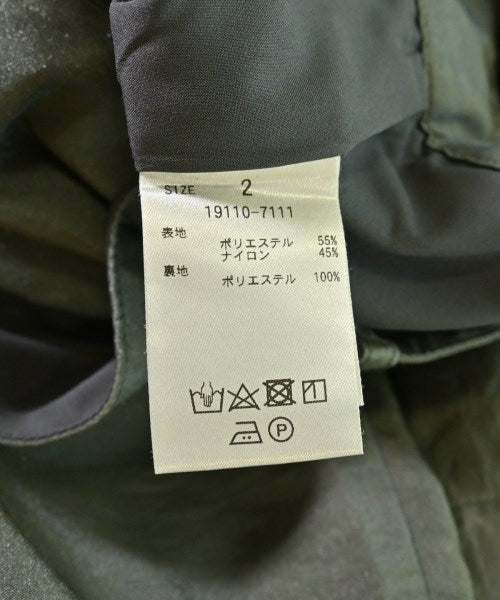 SIZE 2
19110-7111
表地 ポリエステル 55%
ナイロン 45%
裏地 ポリエステル 100%
P